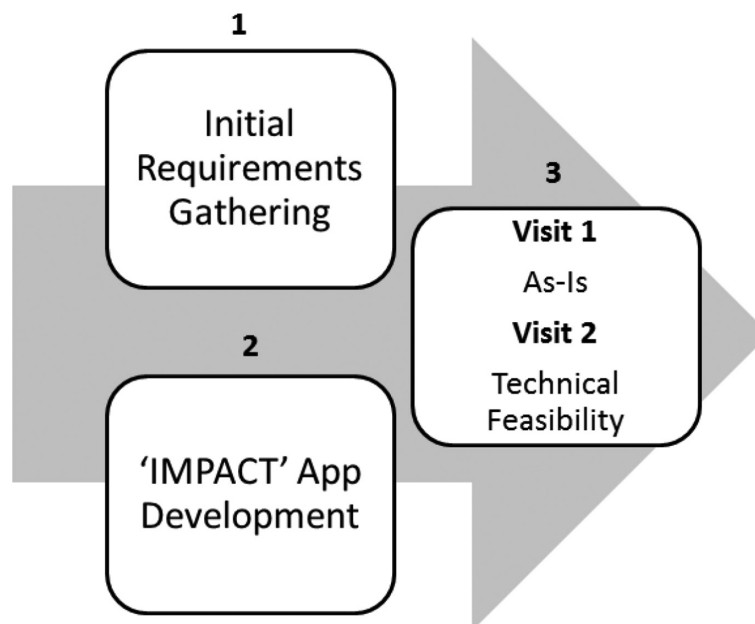 1
Initial
Requirements
Gathering
2
‘IMPACT’ App
Development
3
Visit 1
As-Is
Visit 2
Technical
Feasibility